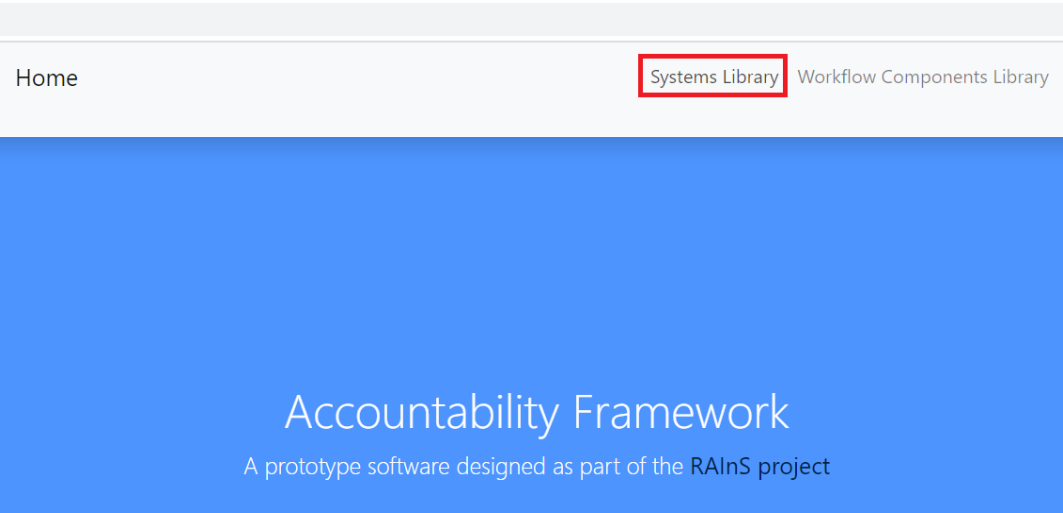 Home Systems Library Workflow Components Library
Accountability Framework
A prototype software designed as part of the RAInS project